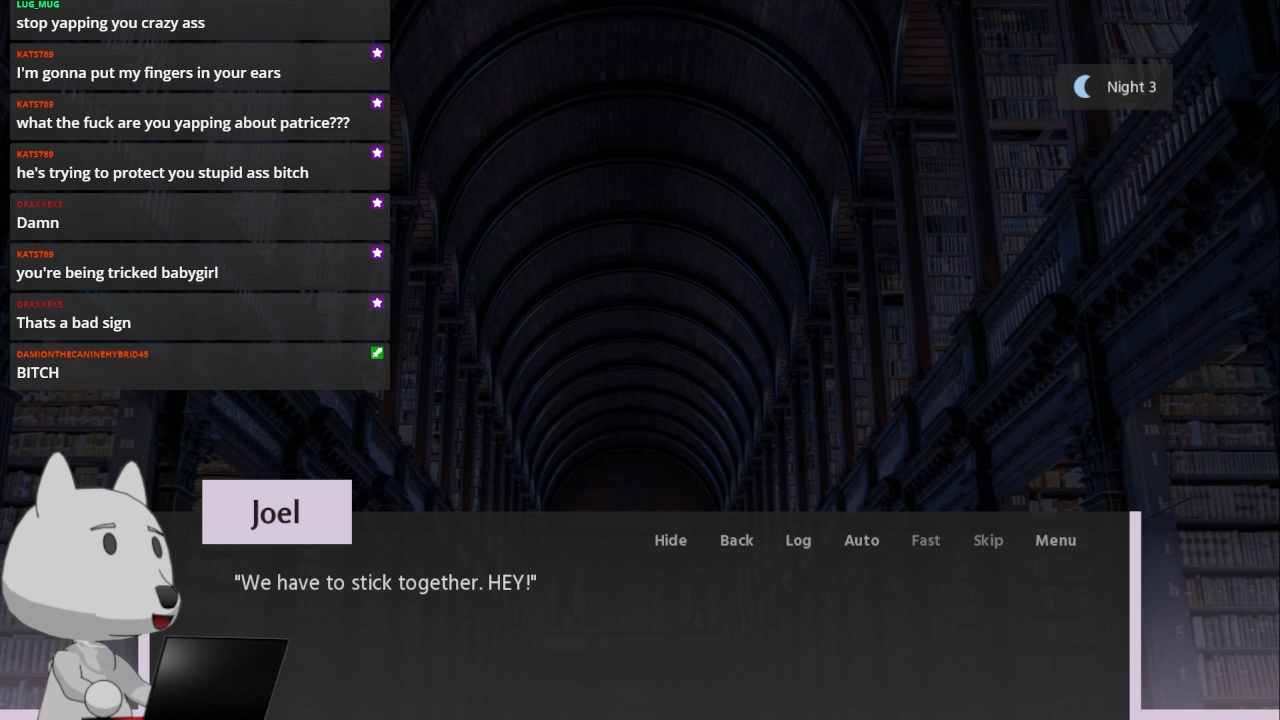 LUG_MUG
stop yapping you crazy ass
KATS789
I'm gonna put my fingers in your ears
KATS789
what the fuck are you yapping about patrice???
KATS789
he's trying to protect you stupid ass bitch
DRAXXEK3
Damn
KATS789
you're being tricked babygirl
DRAXXEK3
Thats a bad sign
DAMIONTHECANINEHYBRID45
BITCH
Night 3
Joel
Hide Back Log Auto Fast Skip Menu
"We have to stick together. HEY!"